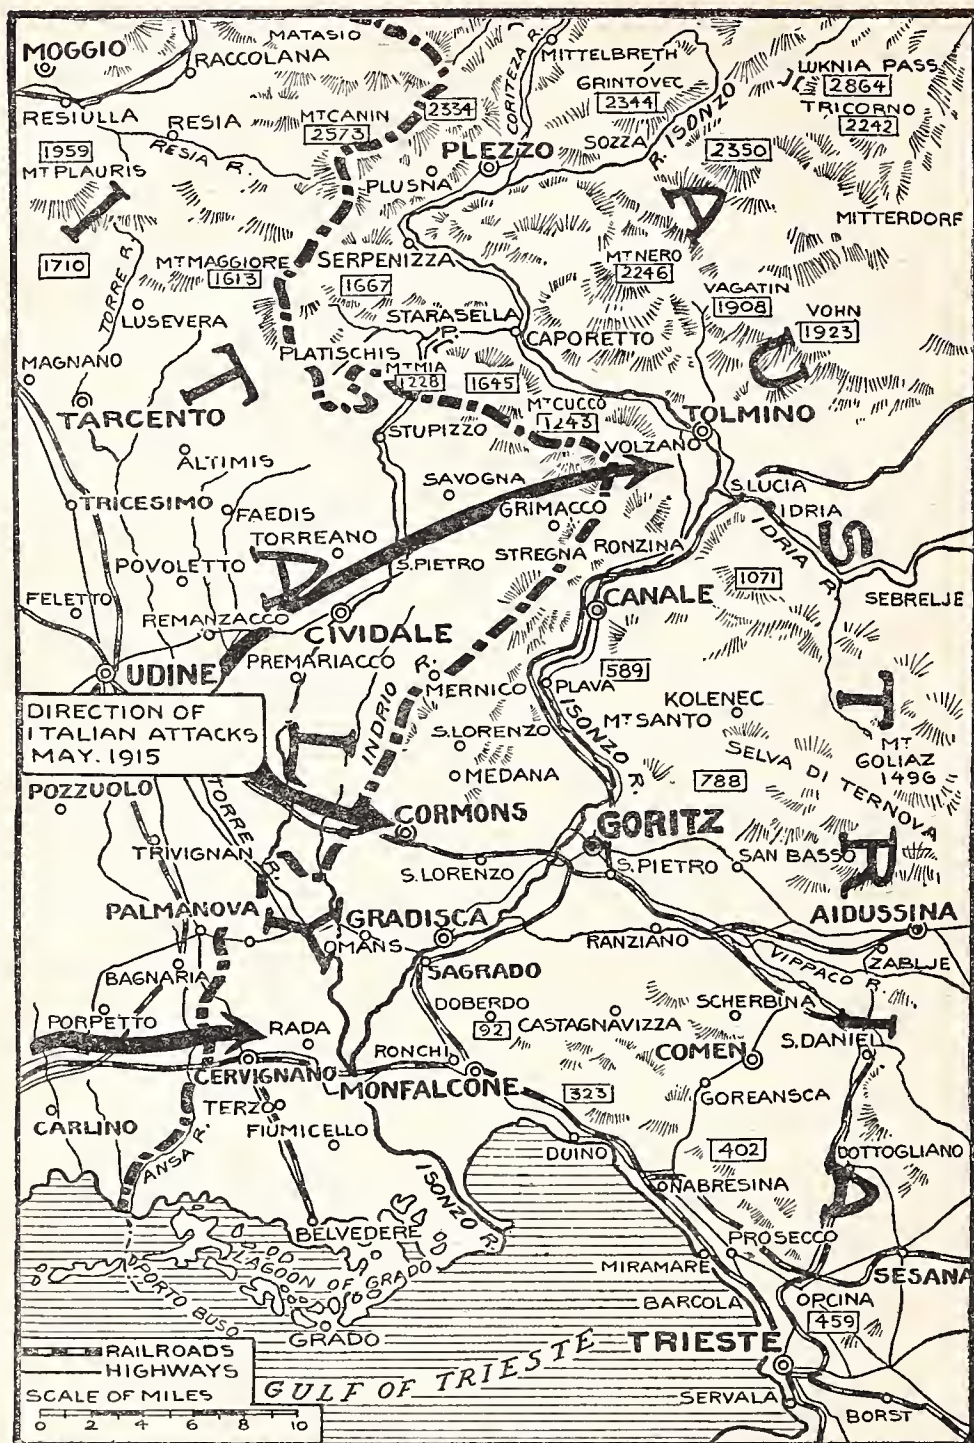 MOGGIO
MATASIO
RACCOLANA
CORITEZA R.
MITTELBRETH
GRINTOVEC
2344
LUKNIA PASS
2864
TRICORNO
2242
RESIULLA
RESIA
RESIA R.
MT CANIN
2573
2334
PLEZZO
SOZZA
R. ISONZO
2350
1959
MT PLAURIS
PLUSNA
MITTERDORF
ITALY
AUSTRIA
1710
TORRE R.
MT MAGGIORE
1613
SERPENIZZA
1667
MT NERO
2246
VAGATIN
1908
VOHN
1923
LUSEVERA
STARASELLA
P.
CAPORETTO
MAGNANO
PLATISCHIS
MT MIA
1228
1645
MT CUCCO
1243
TARCENTO
TOLMINO
STUPIZZO
VOLZANO
ALTIMIS
SAVOGNA
S. LUCIA
TRICESIMO
FAEDIS
GRIMACCO
IDRIA
IDRIA R.
TORREANO
STREGNA
RONZINA
POVOLETTO
S. PIETRO
1071
FELETTO
SEBRELJE
REMANZACCO
CIVIDALE
CANALE
UDINE
PREMARIACCO
589
INDRIO R.
MERNICO
PLAVA
KOLENEC
MT SANTO
ISONZO R.
DIRECTION OF
ITALIAN ATTACKS
MAY. 1915
S. LORENZO
MT
GOLIAZ
1496
SELVA DI TERNOVA
MEDANA
788
POZZUOLO
TORRE R.
CORMONS
GORITZ
TRIVIGNAN
S. LORENZO
S. PIETRO
SAN BASSO
PALMANOVA
GRADISCA
AIDUSSINA
OMANS
RANZIANO
ZABLJE
VIPPACO R.
BAGNARIA
SAGRADO
DOBERDO
92
CASTAGNAVIZZA
SCHERBINA
PORPETTO
RADA
RONCHI
COMEN
S. DANIEL
CERVIGNANO
MONFALCONE
323
GOREANSCA
TERZO
CARLINO
FIUMICELLO
DUINO
402
DOTTOGLIANO
ANSA R.
ISONZO R.
NABRESINA
BELVEDERE
PROSECCO
LAGOON OF GRADO
MIRAMARE
SESANA
PORTO BUSO
BARCOLA
OPCINA
459
GRADO
TRIESTE
RAILROADS
HIGHWAYS
SCALE OF MILES
0 2 4 6 8 10
GULF OF TRIESTE
SERVALA
BORST